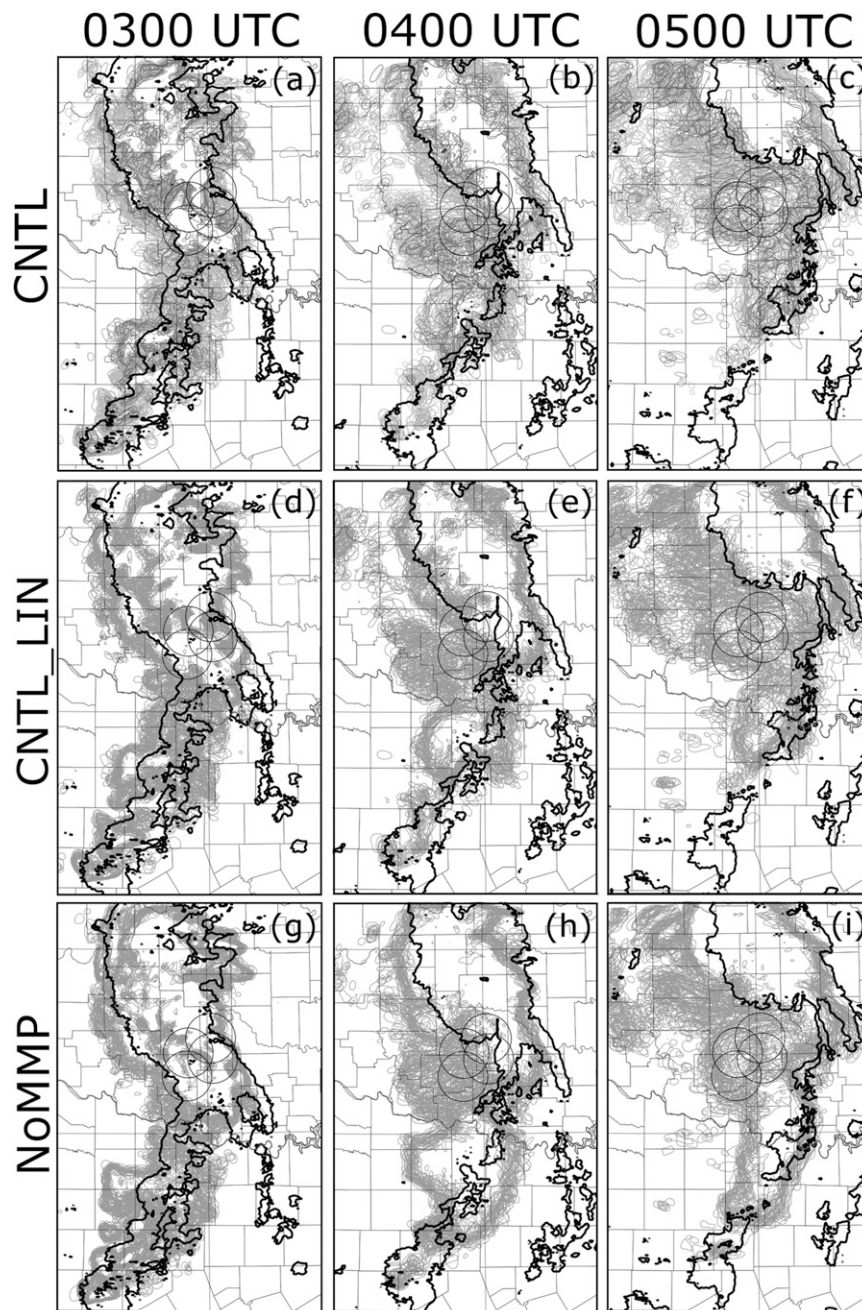 0300 UTC 0400 UTC 0500 UTC
CNTL
(a) (b) (c)
CNTL_LIN
(d) (e) (f)
NoMMP
(g) (h) (i)